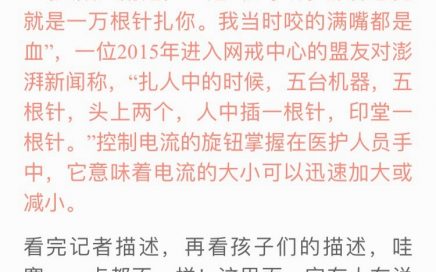 就是一万根针扎你。我当时咬的满嘴都是
血”，一位2015年进入网戒中心的盟友对澎
湃新闻称，“扎人中的时候，五台机器，五
根针，头上两个，人中插一根针，印堂一
根针。”控制电流的旋钮掌握在医护人员手
中，它意味着电流的大小可以迅速加大或
减小。
看完记者描述，再看孩子们的描述，哇